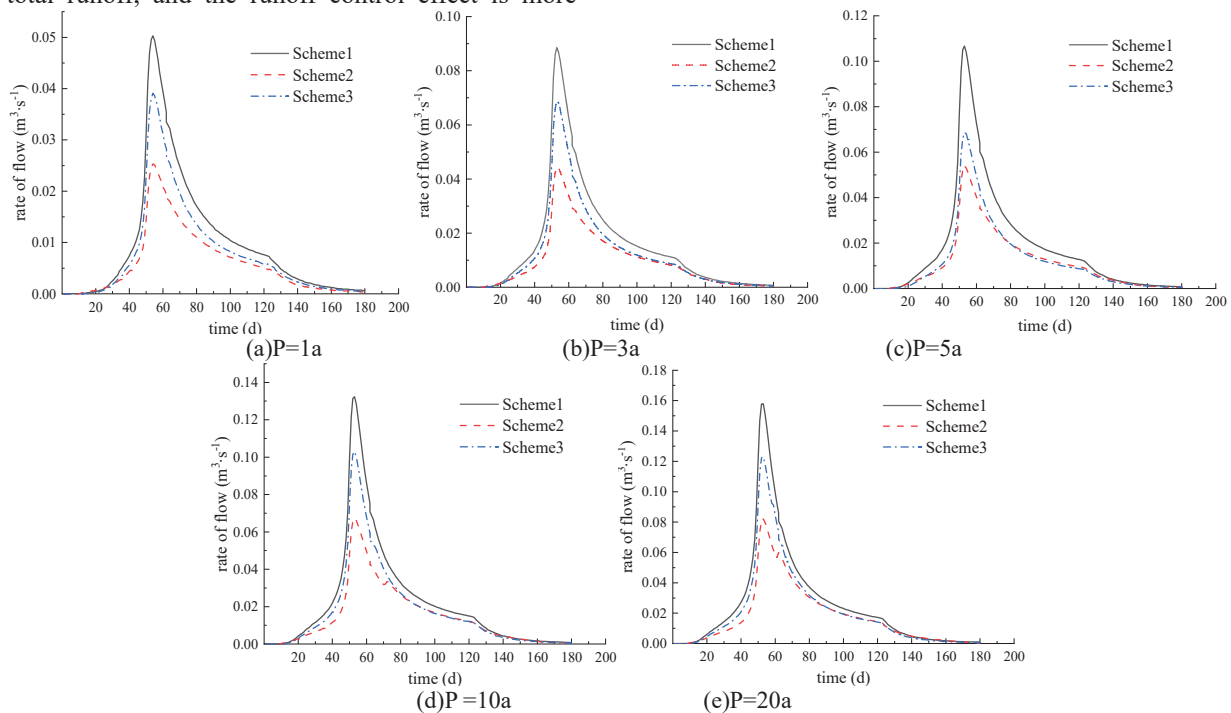 total runoff, and the runoff control effect is more
0.05
0.04
0.03
0.02
0.01
0.00
rate of flow (m³·s⁻¹)
Scheme1
Scheme2
Scheme3
20 40 60 80 100 120 140 160 180 200
time (d)
(a)P=1a
0.10
0.08
0.06
0.04
0.02
0.00
rate of flow (m³·s⁻¹)
Scheme1
Scheme2
Scheme3
20 40 60 80 100 120 140 160 180 200
time (d)
(b)P=3a
0.12
0.10
0.08
0.06
0.04
0.02
0.00
rate of flow (m³·s⁻¹)
Scheme1
Scheme2
Scheme3
20 40 60 80 100 120 140 160 180 200
time (d)
(c)P=5a
0.14
0.12
0.10
0.08
0.06
0.04
0.02
0.00
rate of flow (m³·s⁻¹)
Scheme1
Scheme2
Scheme3
20 40 60 80 100 120 140 160 180 200
time (d)
(d)P =10a
0.18
0.16
0.14
0.12
0.10
0.08
0.06
0.04
0.02
0.00
rate of flow (m³·s⁻¹)
Scheme1
Scheme2
Scheme3
20 40 60 80 100 120 140 160 180 200
time (d)
(e)P=20a